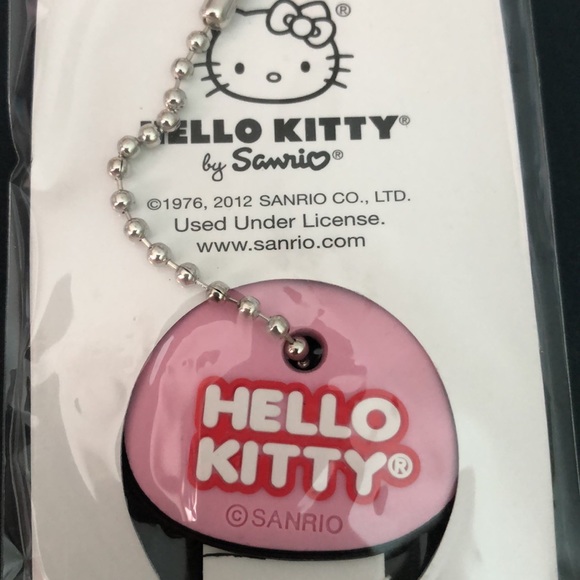 ®
HELLO KITTY®
by Sanrio®
©1976, 2012 SANRIO CO., LTD.
Used Under License.
www.sanrio.com
HELLO
KITTY®
©SANRIO